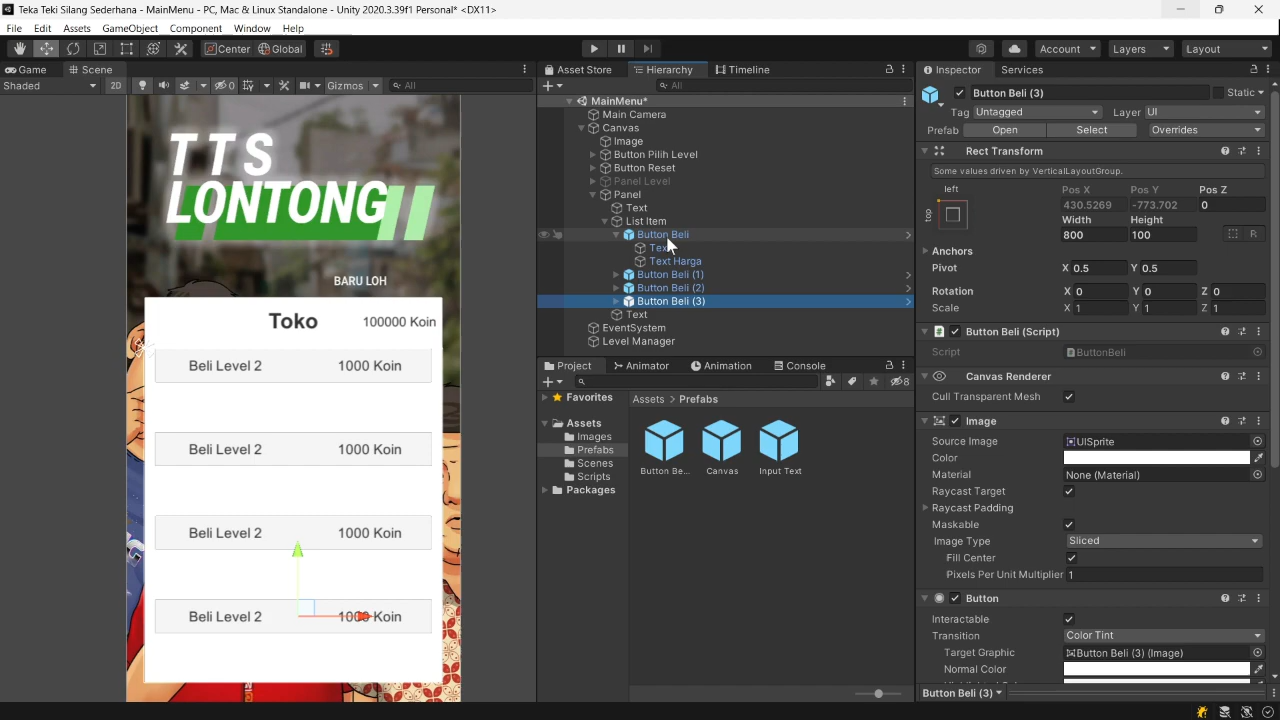 Teka Teki Silang Sederhana - MainMenu - PC, Mac & Linux Standalone - Unity 2020.3.39f1 Personal* <DX11>
File Edit Assets GameObject Component Window Help
Center Global Account Layers Layout
Game Scene
Shaded 2D 0 Gizmos All
TTS
LONTONG
BARU LOH
Toko 100000 Koin
Beli Level 2 1000 Koin
Beli Level 2 1000 Koin
Beli Level 2 1000 Koin
Beli Level 2 1000 Koin
Asset Store Hierarchy Timeline
All
MainMenu*
Main Camera
Canvas
Image
Button Pilih Level
Button Reset
Panel Level
Panel
Text
List Item
Button Beli
Text
Text Harga
Button Beli (1)
Button Beli (2)
Button Beli (3)
Text
EventSystem
Level Manager
Project Animator Animation Console
8
Favorites
Assets
Images
Prefabs
Scenes
Scripts
Packages
Assets > Prefabs
Button Be... Canvas Input Text
Inspector Services
Button Beli (3) Static
Tag Untagged Layer UI
Prefab Open Select Overrides
Rect Transform
Some values driven by VerticalLayoutGroup.
left Pos X Pos Y Pos Z
top 430.5269 -773.702 0
Width Height
800 100 R
Anchors
Pivot X 0.5 Y 0.5
Rotation X 0 Y 0 Z 0
Scale X 1 Y 1 Z 1
Button Beli (Script)
Script ButtonBeli
Canvas Renderer
Cull Transparent Mesh
Image
Source Image UISprite
Color
Material None (Material)
Raycast Target
Raycast Padding
Maskable
Image Type Sliced
Fill Center
Pixels Per Unit Multiplier 1
Button
Interactable
Transition Color Tint
Target Graphic Button Beli (3) (Image)
Normal Color
Button Beli (3)